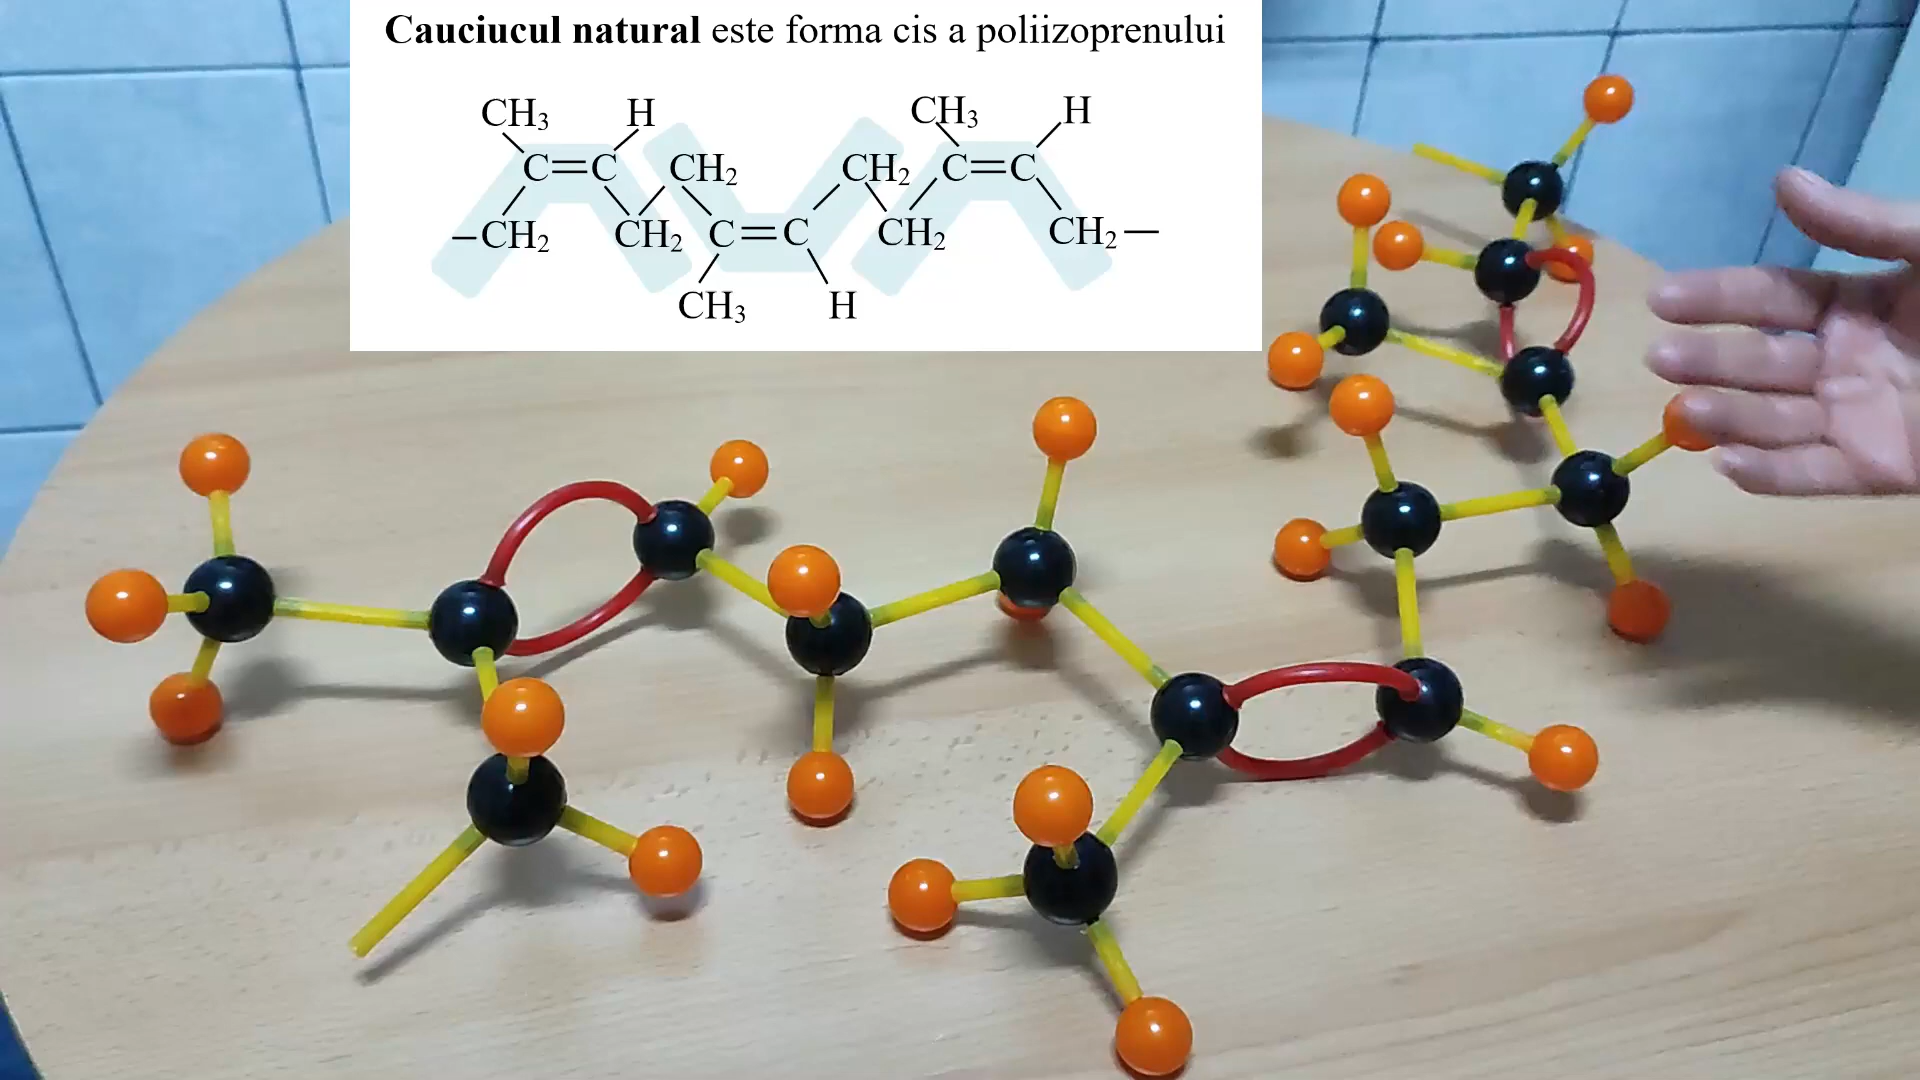 Cauciucul natural este forma cis a poliizoprenului
CH₃ H CH₃ H
C=C CH₂ CH₂ C=C
–CH₂ CH₂ C=C CH₂ CH₂–
CH₃ H